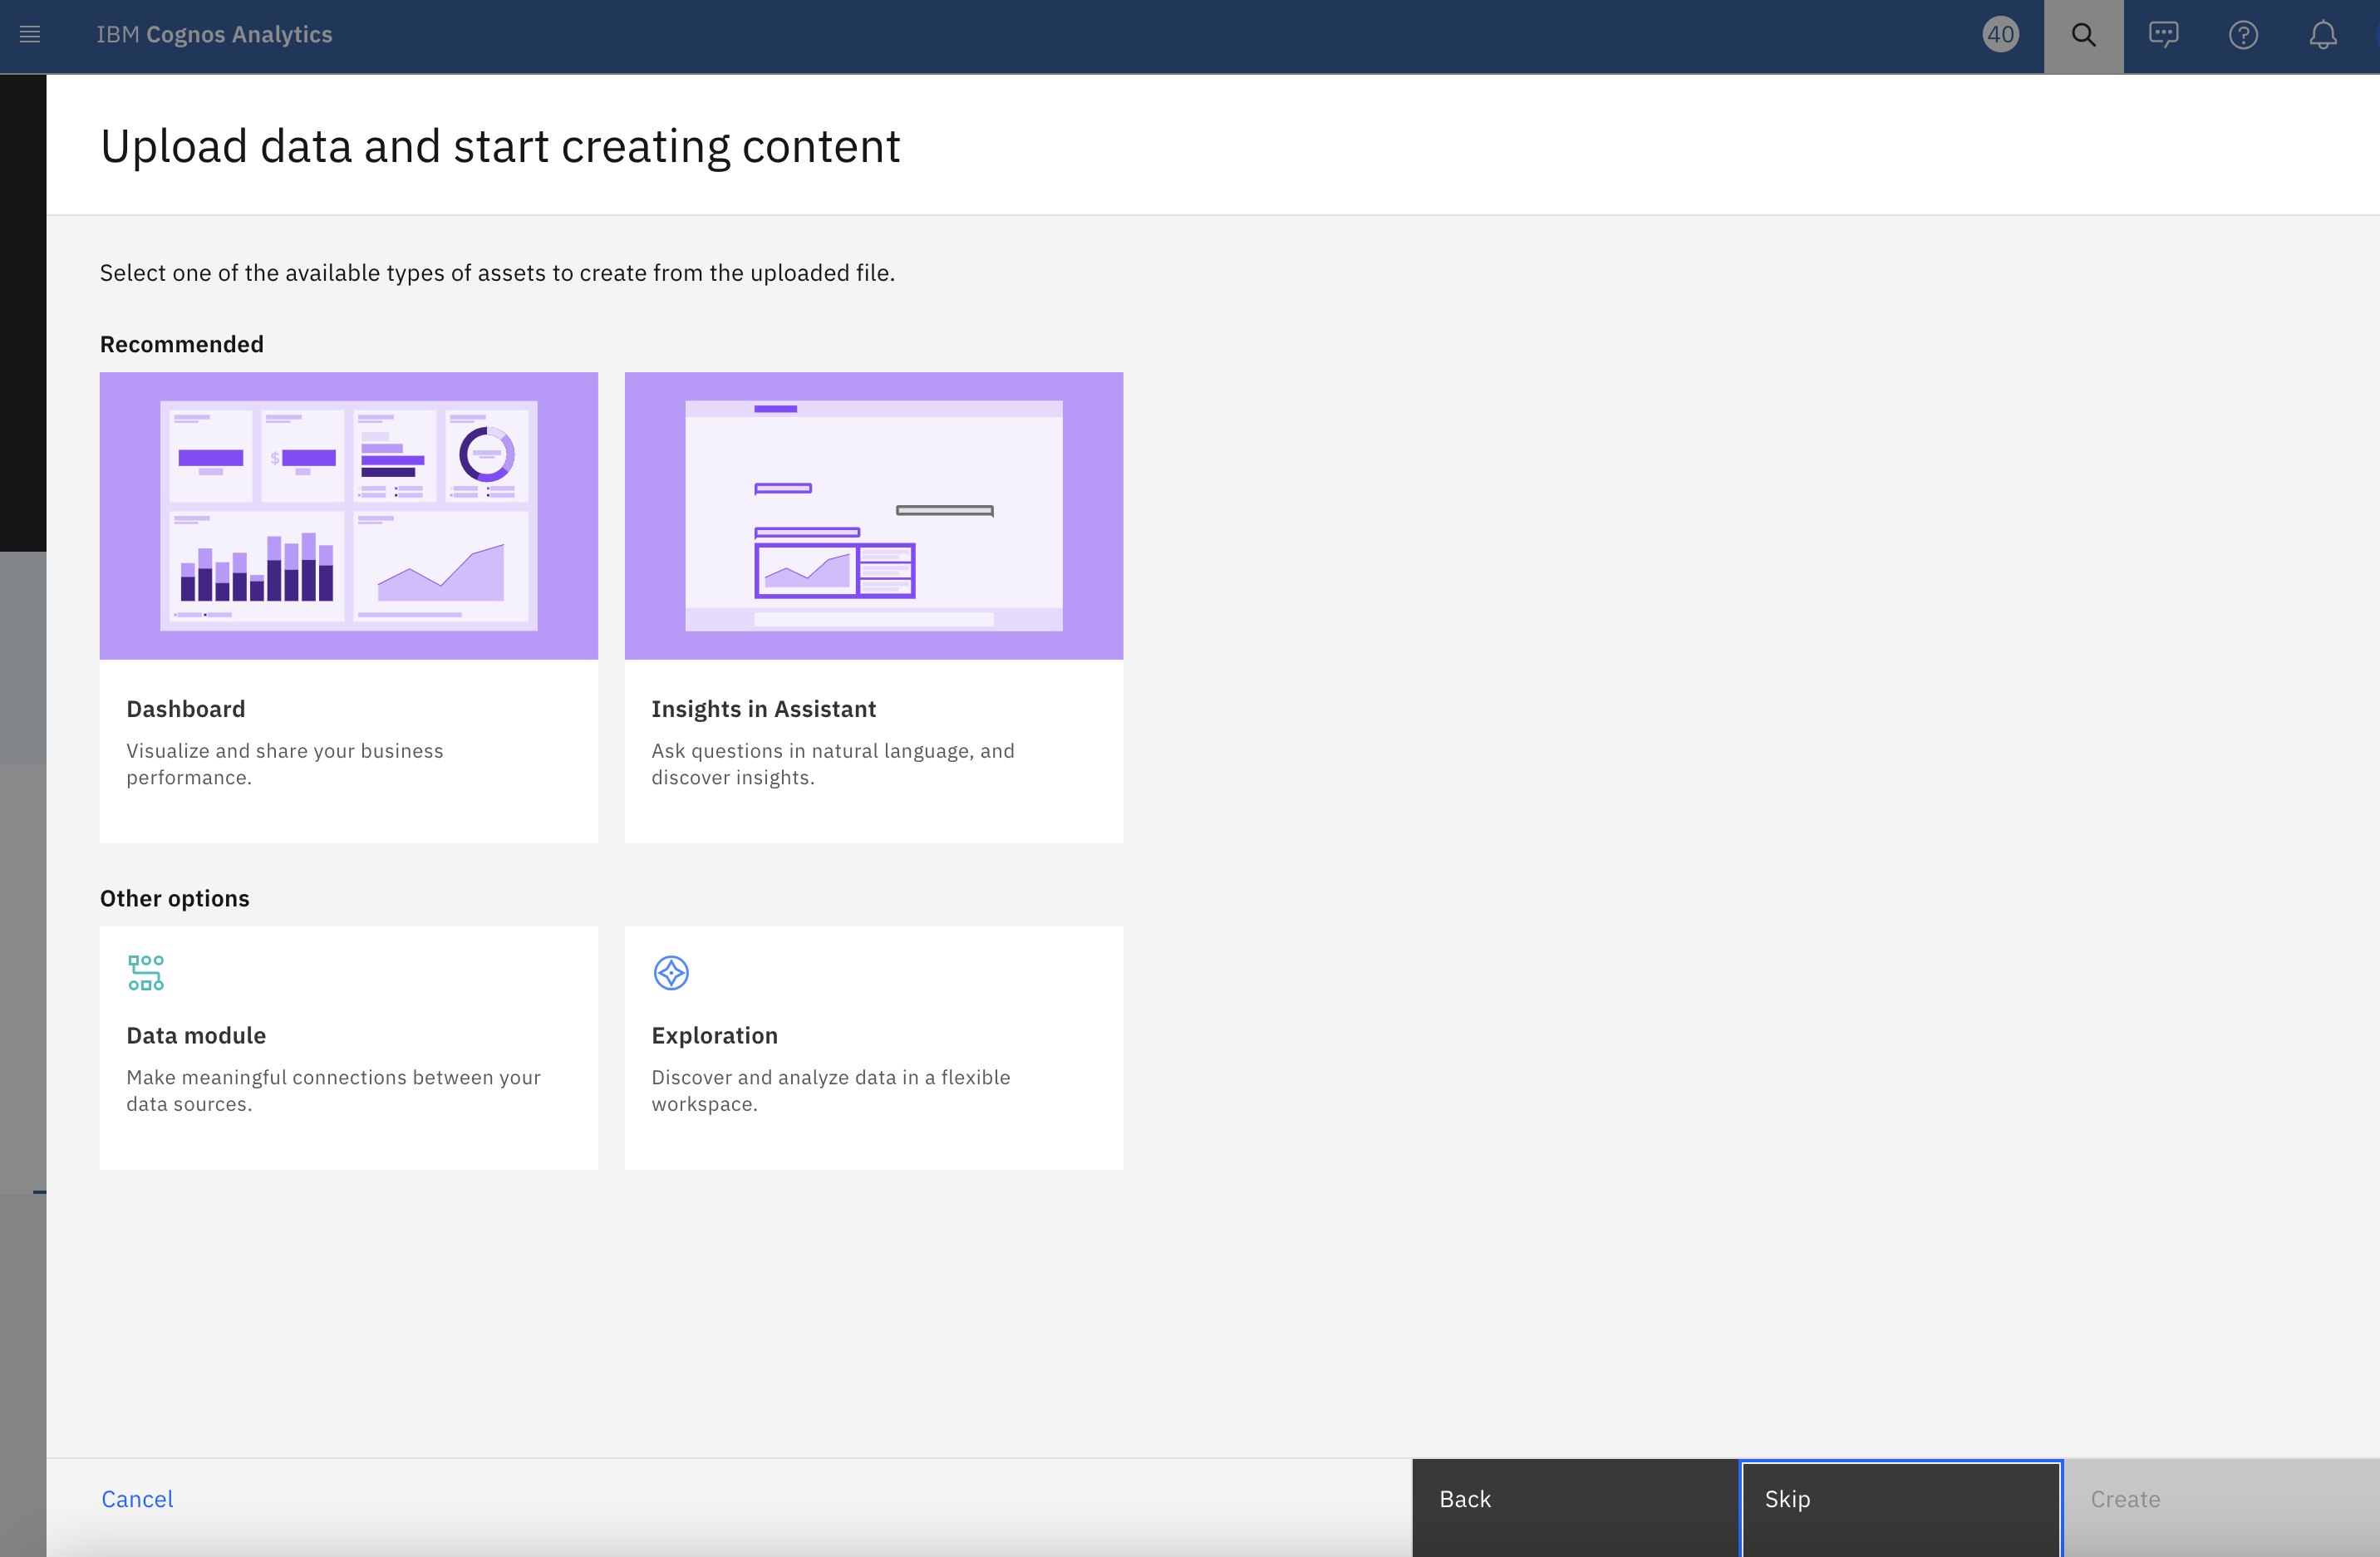 IBM Cognos Analytics
40
Upload data and start creating content
Select one of the available types of assets to create from the uploaded file.
Recommended
$
Dashboard
Visualize and share your business
performance.
Insights in Assistant
Ask questions in natural language, and
discover insights.
Other options
Data module
Make meaningful connections between your
data sources.
Exploration
Discover and analyze data in a flexible
workspace.
Cancel
Back
Skip
Create